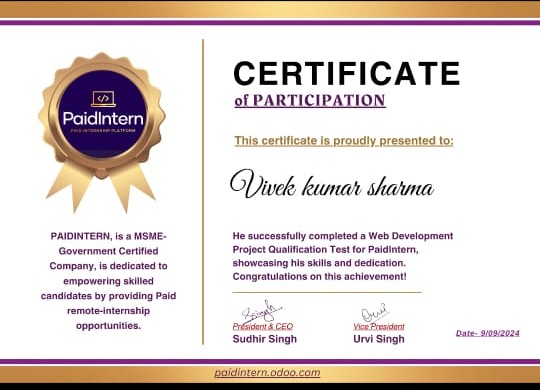 CERTIFICATE
of PARTICIPATION
This certificate is proudly presented to:
Vivek kumar sharma
He successfully completed a Web Development
Project Qualification Test for PaidIntern,
showcasing his skills and dedication.
Congratulations on this achievement!
President & CEO
Sudhir Singh
Vice President
Urvi Singh
Date- 9/09/2024
</>
PaidIntern
PAID INTERNSHIP PLATFORM
PAIDINTERN, is a MSME-
Government Certified
Company, is dedicated to
empowering skilled
candidates by providing Paid
remote-internship
opportunities.
paidintern.odoo.com